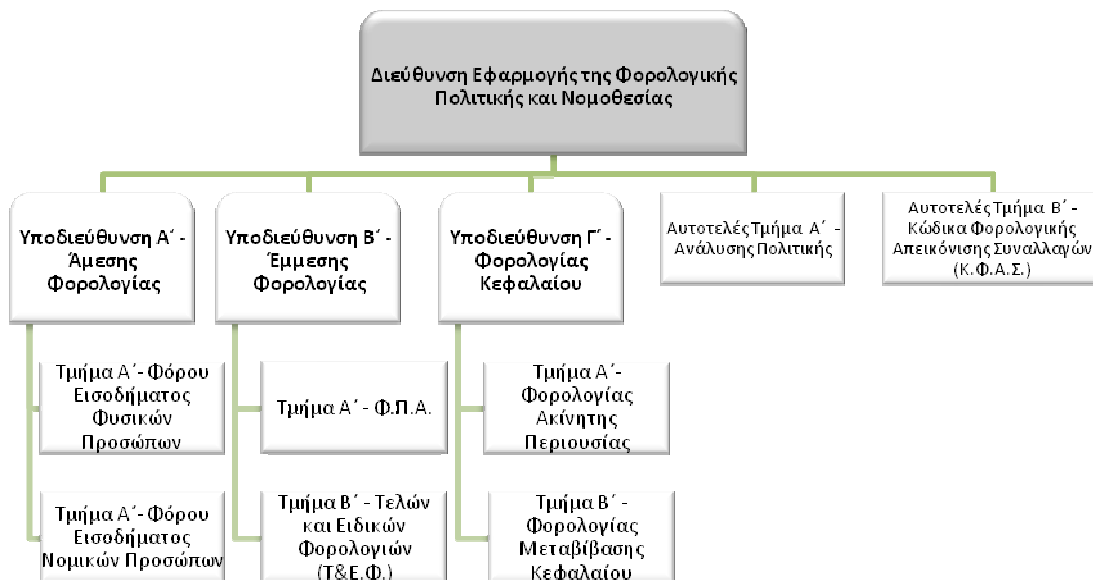 Διεύθυνση Εφαρμογής της Φορολογικής
Πολιτικής και Νομοθεσίας
Υποδιεύθυνση Α΄ -
Άμεσης
Φορολογίας
Υποδιεύθυνση Β΄ -
Έμμεσης
Φορολογίας
Υποδιεύθυνση Γ΄ -
Φορολογίας
Κεφαλαίου
Αυτοτελές Τμήμα Α΄ -
Ανάλυσης Πολιτικής
Αυτοτελές Τμήμα Β΄ -
Κώδικα Φορολογικής
Απεικόνισης Συναλλαγών
(Κ.Φ.Α.Σ.)
Τμήμα Α΄- Φόρου
Εισοδήματος
Φυσικών
Προσώπων
Τμήμα Α΄- Φόρου
Εισοδήματος
Νομικών Προσώπων
Τμήμα Α΄ - Φ.Π.Α.
Τμήμα Β΄ - Τελών
και Ειδικών
Φορολογιών
(Τ&Ε.Φ.)
Τμήμα Α΄-
Φορολογίας
Ακίνητης
Περιουσίας
Τμήμα Β΄ -
Φορολογίας
Μεταβίβασης
Κεφαλαίου